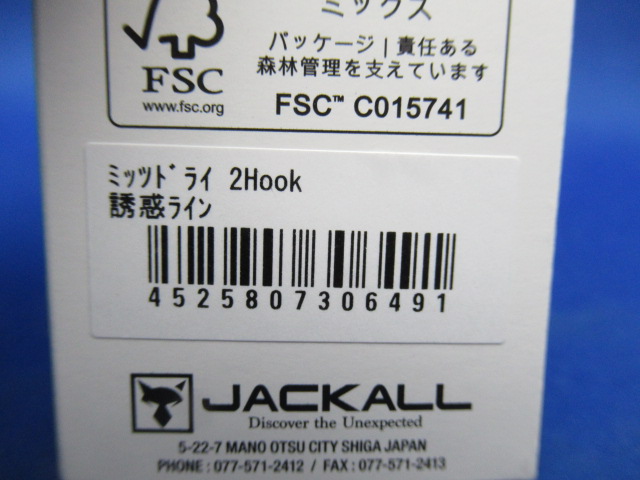 ミックス
FSC
www.fsc.org
パッケージ | 責任ある
森林管理を支えています
FSC™ C015741
ﾐｯﾂﾄﾞﾗｲ 2Hook
誘惑ﾗｲﾝ
4525807306491
JACKALL
Discover the Unexpected
5-22-7 MANO OTSU CITY SHIGA JAPAN
PHONE : 077-571-2412 / FAX : 077-571-2413